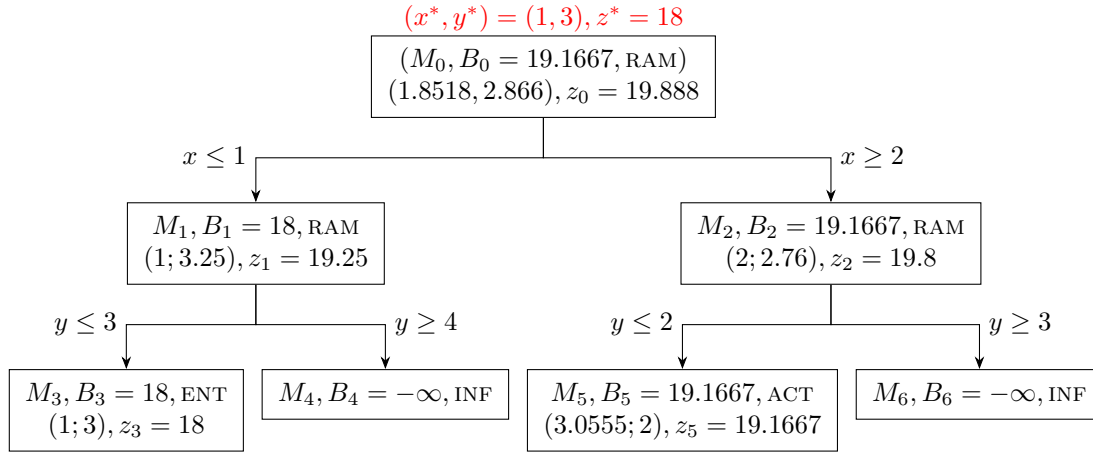 (x*, y*) = (1, 3), z* = 18
(M₀, B₀ = 19.1667, RAM)
(1.8518, 2.866), z₀ = 19.888
x ≤ 1
x ≥ 2
M₁, B₁ = 18, RAM
(1; 3.25), z₁ = 19.25
M₂, B₂ = 19.1667, RAM
(2; 2.76), z₂ = 19.8
y ≤ 3
y ≥ 4
y ≤ 2
y ≥ 3
M₃, B₃ = 18, ENT
(1; 3), z₃ = 18
M₄, B₄ = −∞, INF
M₅, B₅ = 19.1667, ACT
(3.0555; 2), z₅ = 19.1667
M₆, B₆ = −∞, INF